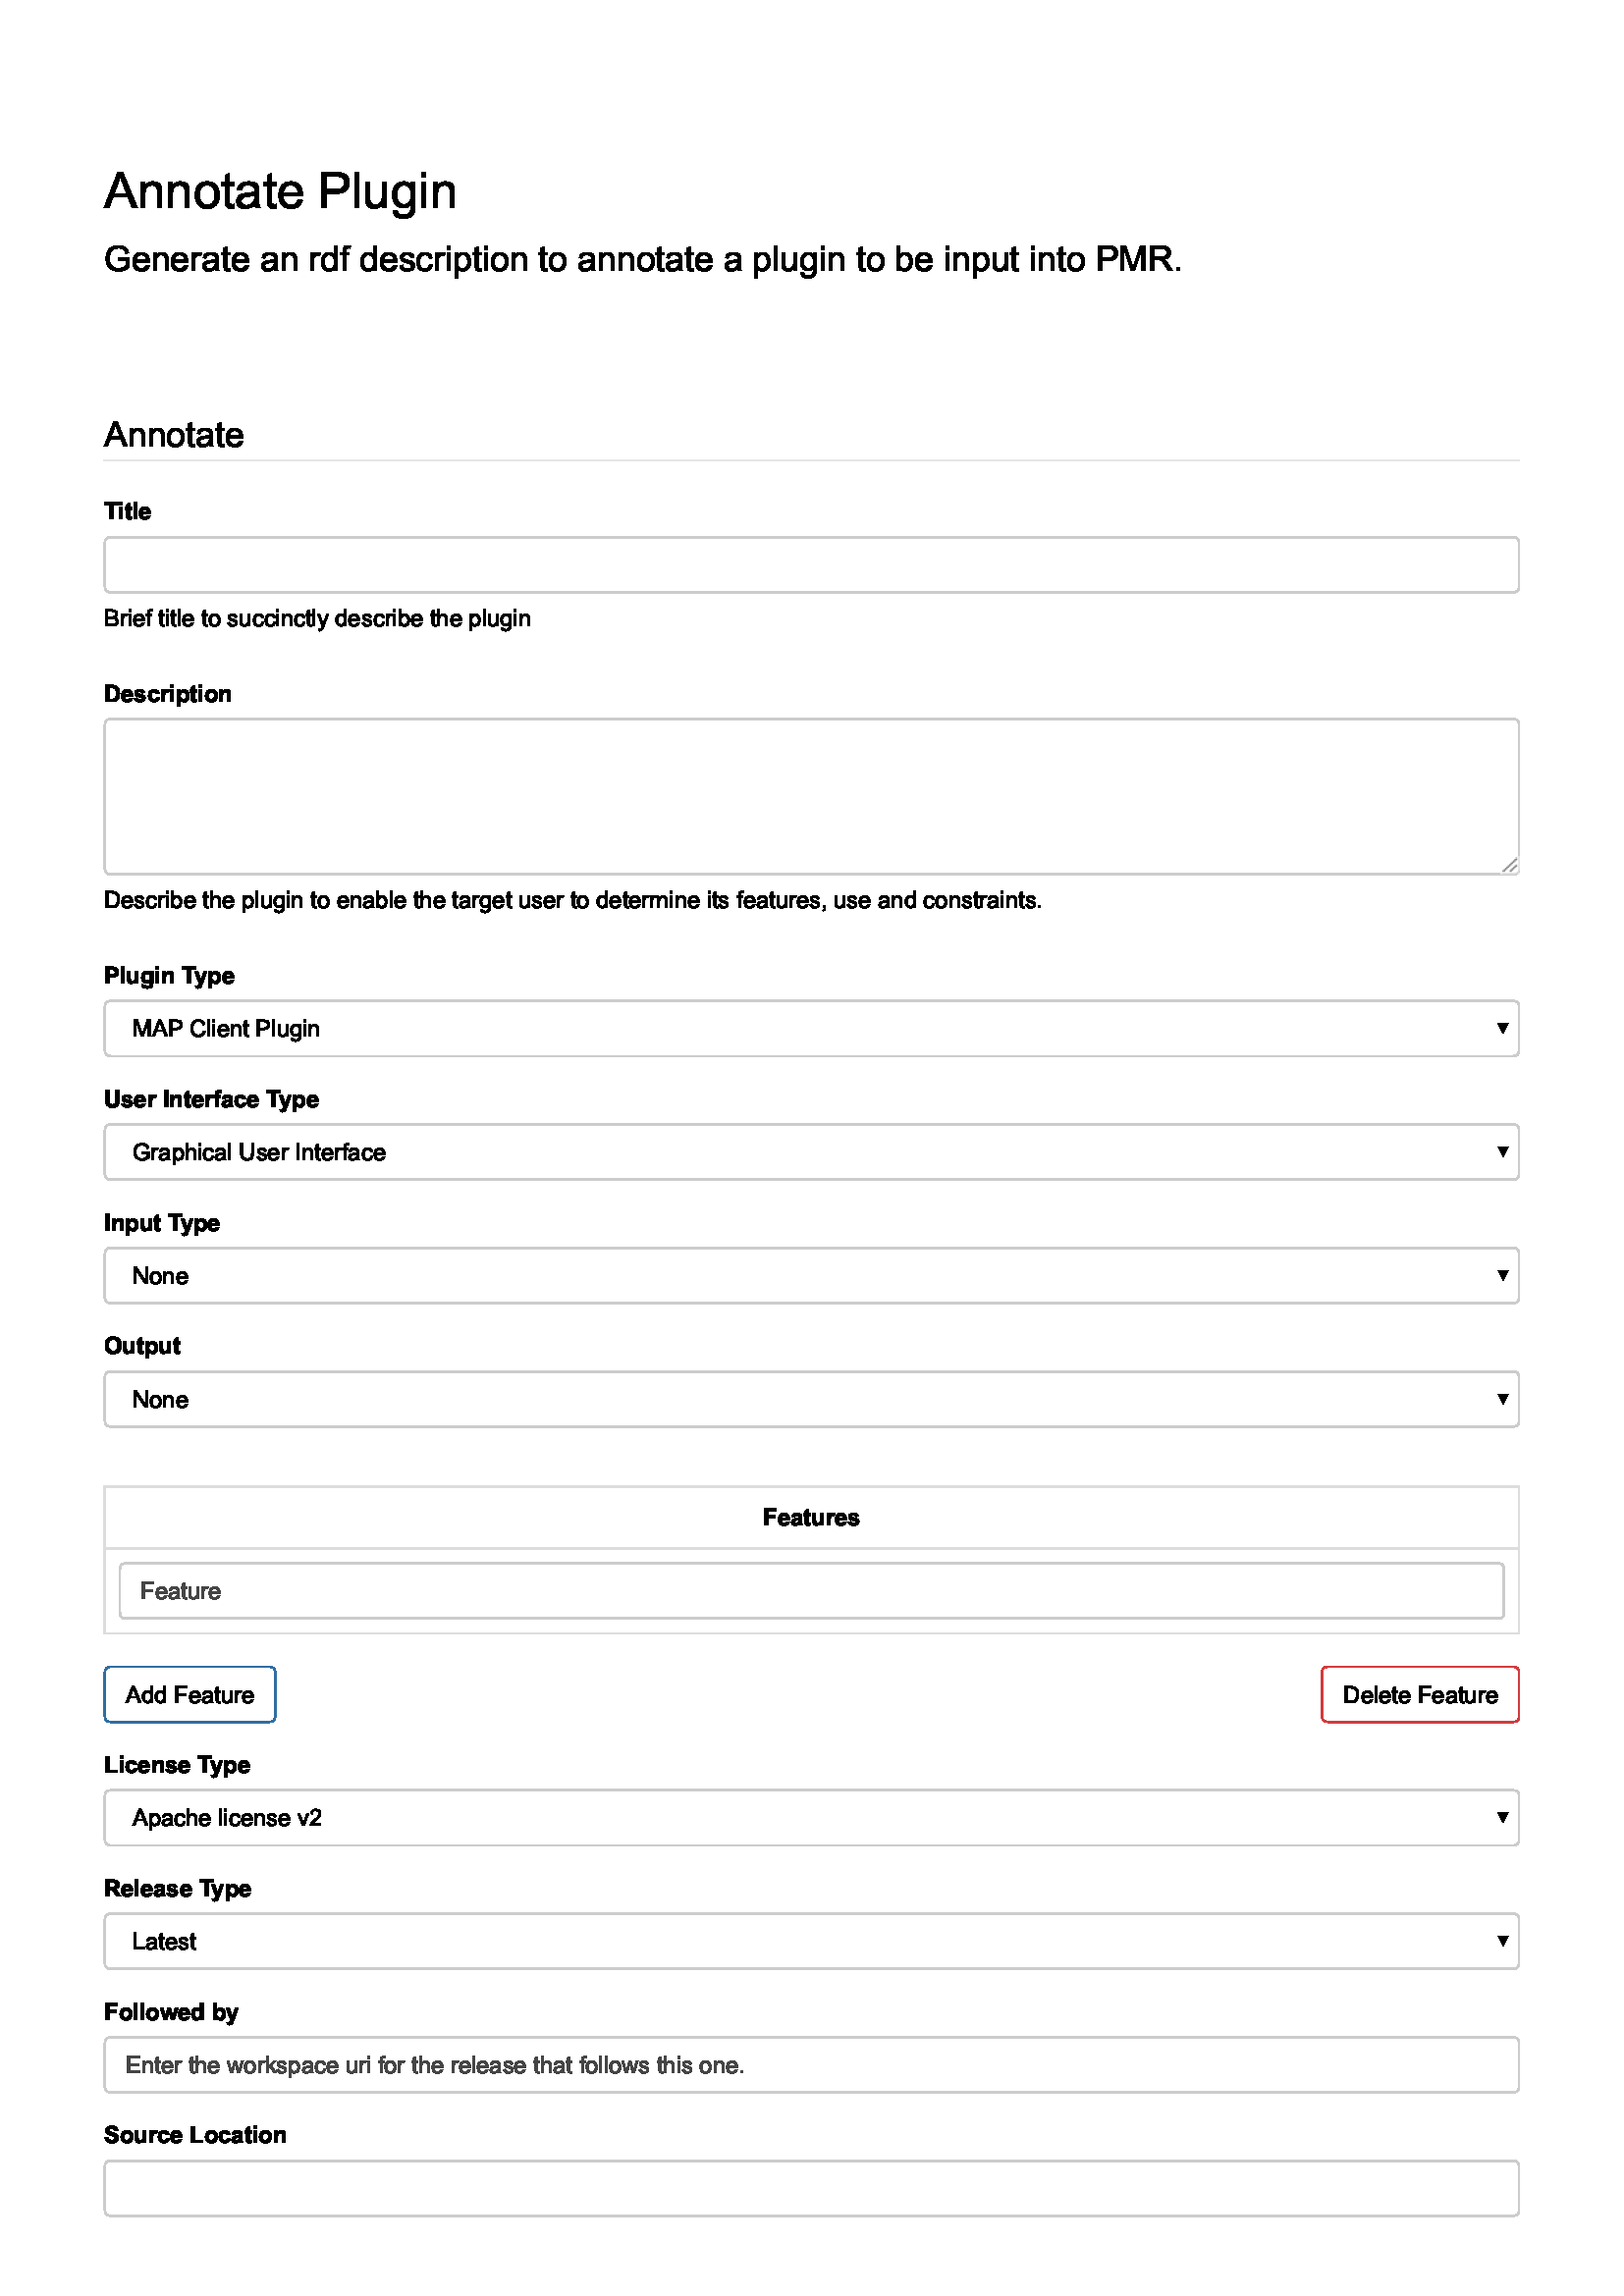 Annotate Plugin
Generate an rdf description to annotate a plugin to be input into PMR.
Annotate
Title
Brief title to succinctly describe the plugin
Description
Describe the plugin to enable the target user to determine its features, use and constraints.
Plugin Type
MAP Client Plugin
User Interface Type
Graphical User Interface
Input Type
None
Output
None
Features
Feature
Add Feature Delete Feature
License Type
Apache license v2
Release Type
Latest
Followed by
Enter the workspace uri for the release that follows this one.
Source Location